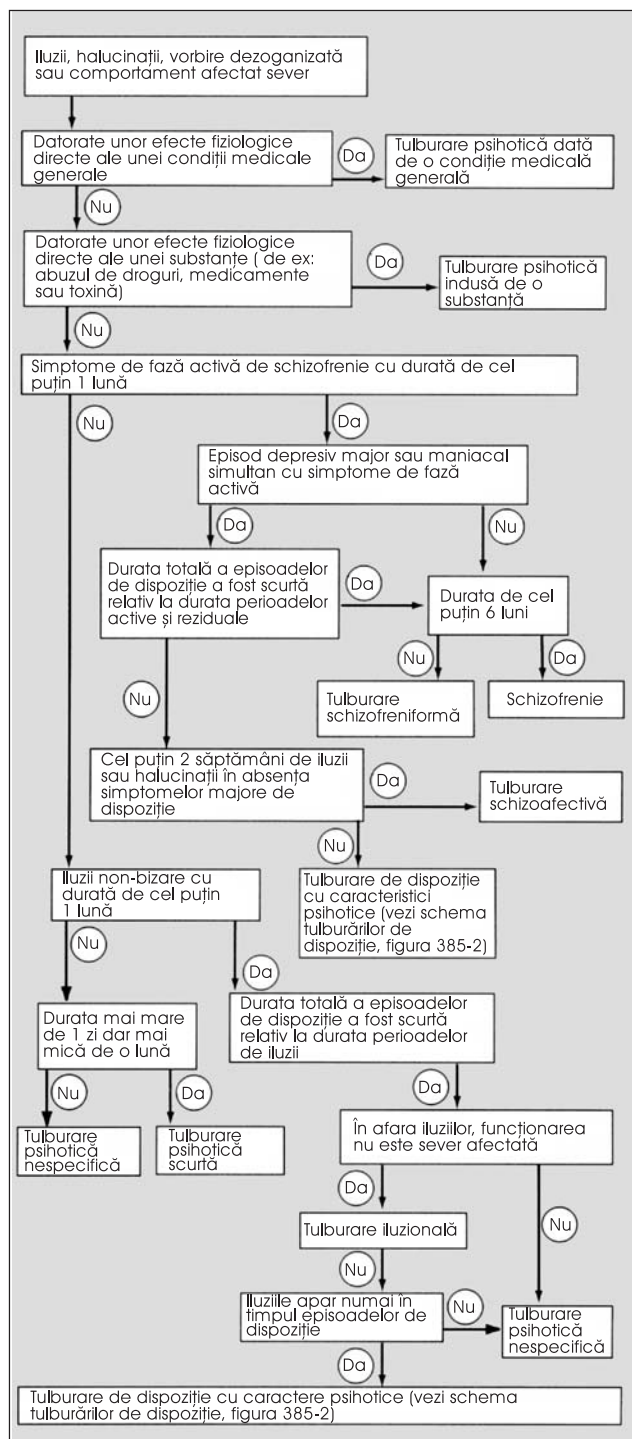 Iluzii, halucinații, vorbire dezoganizată
sau comportament afectat sever
Datorate unor efecte fiziologice
directe ale unei condiții medicale
generale
Da
Tulburare psihotică dată
de o condiție medicală
generală
Nu
Datorate unor efecte fiziologice
directe ale unei substanțe ( de ex:
abuzul de droguri, medicamente
sau toxină)
Da
Tulburare psihotică
indusă de o
substanță
Nu
Simptome de fază activă de schizofrenie cu durată de cel
puțin 1 lună
Nu
Da
Episod depresiv major sau maniacal
simultan cu simptome de fază
activă
Da
Nu
Durata totală a episoadelor
de dispoziție a fost scurtă
relativ la durata perioadelor
active și reziduale
Da
Durata de cel
puțin 6 luni
Nu
Nu
Da
Tulburare
schizofreniformă
Schizofrenie
Cel puțin 2 săptămâni de iluzii
sau halucinații în absența
simptomelor majore de
dispoziție
Da
Tulburare
schizoafectivă
Nu
Iluzii non-bizare cu
durată de cel puțin
1 lună
Tulburare de dispoziție
cu caracteristici
psihotice (vezi schema
tulburărilor de
dispoziție, figura 385-2)
Nu
Da
Durata mai mare
de 1 zi dar mai
mică de o lună
Durata totală a episoadelor
de dispoziție a fost scurtă
relativ la durata perioadelor
de iluzii
Nu
Da
Da
Tulburare
psihotică
nespecifică
Tulburare
psihotică
scurtă
În afara iluziilor, funcționarea
nu este sever afectată
Da
Nu
Tulburare iluzională
Nu
Iluziile apar numai în
timpul episoadelor de
dispoziție
Nu
Tulburare
psihotică
nespecifică
Da
Tulburare de dispoziție cu caractere psihotice (vezi schema
tulburărilor de dispoziție, figura 385-2)